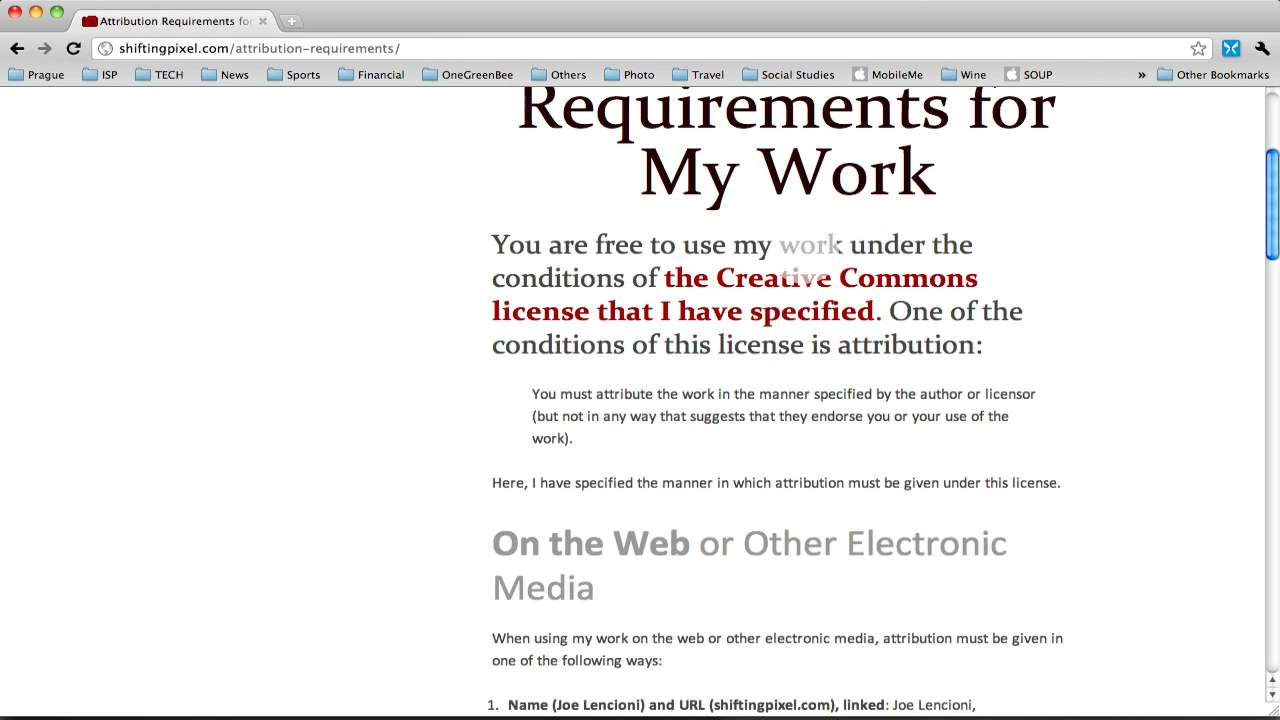 Attribution Requirements for
shiftingpixel.com/attribution-requirements/
Prague ISP TECH News Sports Financial OneGreenBee Others Photo Travel Social Studies MobileMe Wine SOUP » Other Bookmarks
Requirements for
My Work
You are free to use my work under the
conditions of the Creative Commons
license that I have specified. One of the
conditions of this license is attribution:
You must attribute the work in the manner specified by the author or licensor
(but not in any way that suggests that they endorse you or your use of the
work).
Here, I have specified the manner in which attribution must be given under this license.
On the Web or Other Electronic
Media
When using my work on the web or other electronic media, attribution must be given in
one of the following ways:
1. Name (Joe Lencioni) and URL (shiftingpixel.com), linked: Joe Lencioni,